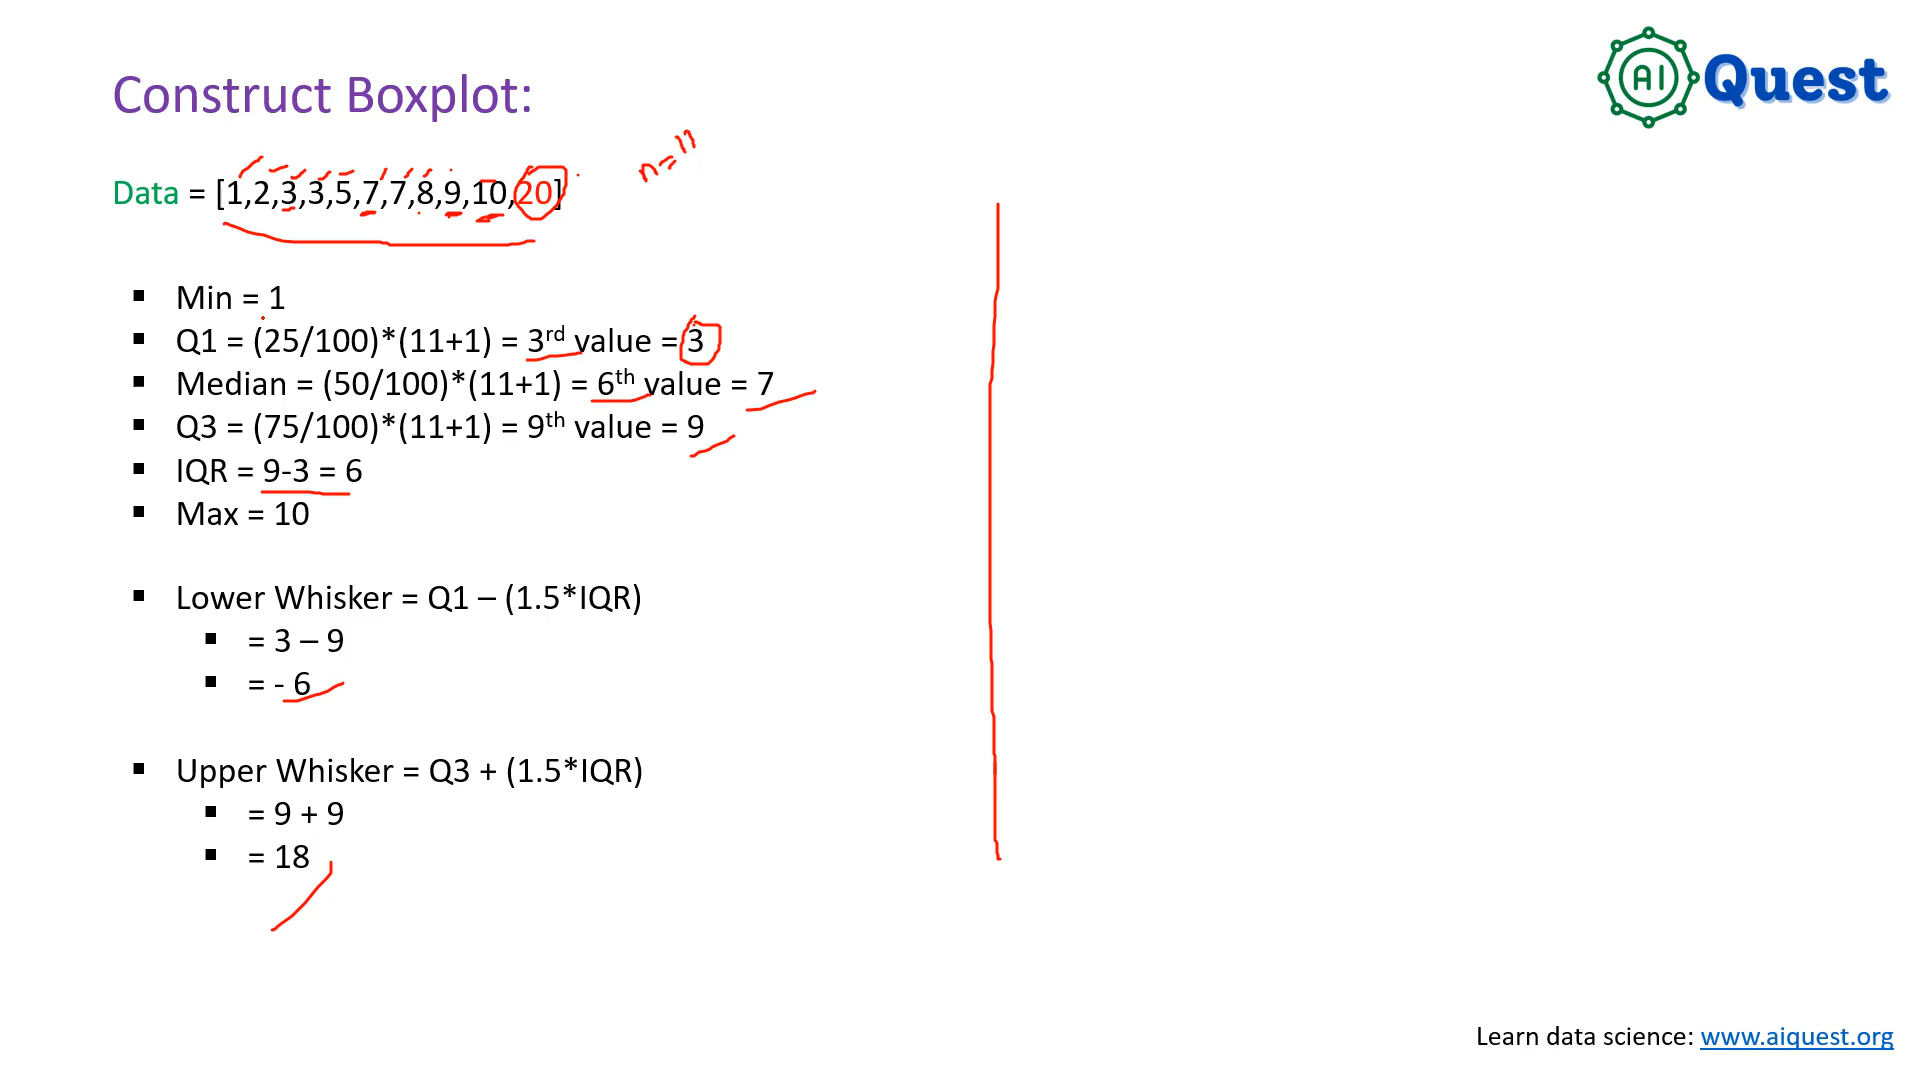 Construct Boxplot:
AI Quest
n=11
Data = [1,2,3,3,5,7,7,8,9,10,20]
▪ Min = 1
▪ Q1 = (25/100)*(11+1) = 3rd value = 3
▪ Median = (50/100)*(11+1) = 6th value = 7
▪ Q3 = (75/100)*(11+1) = 9th value = 9
▪ IQR = 9-3 = 6
▪ Max = 10
▪ Lower Whisker = Q1 – (1.5*IQR)
▪ = 3 – 9
▪ = - 6
▪ Upper Whisker = Q3 + (1.5*IQR)
▪ = 9 + 9
▪ = 18
Learn data science: www.aiquest.org